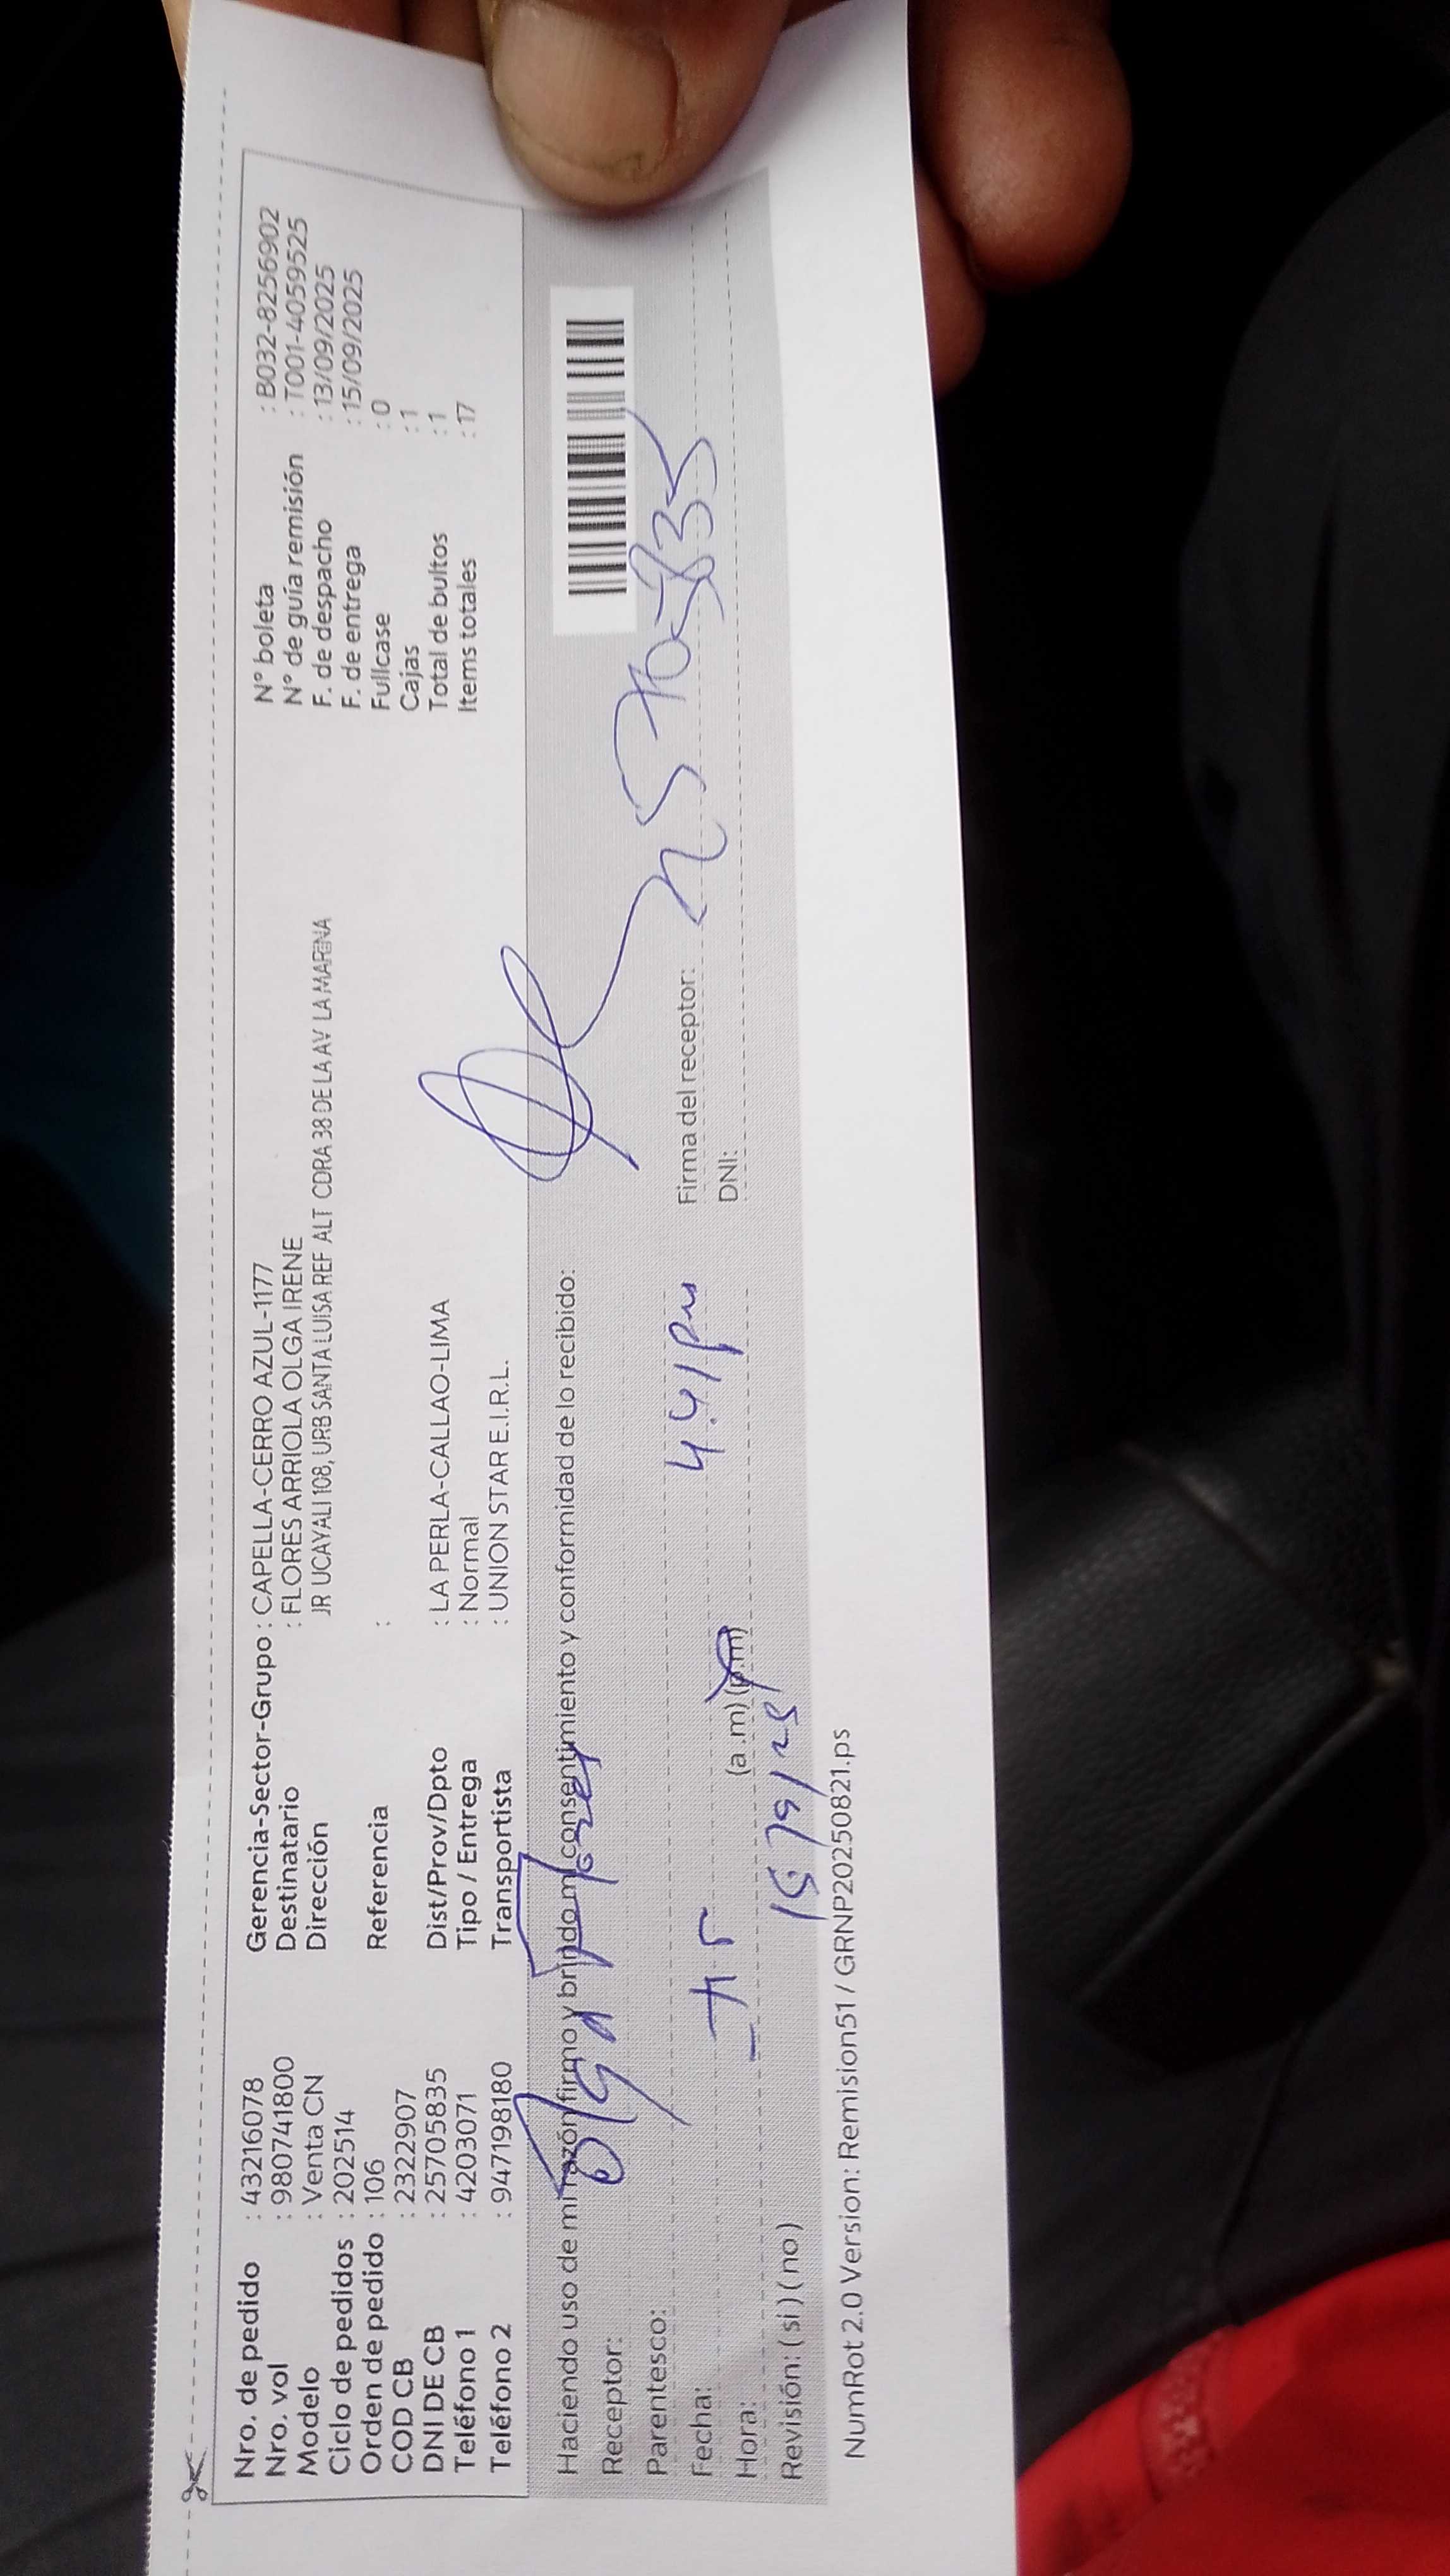 Nro. de pedido : 43216078 Gerencia-Sector-Grupo : CAPELLA-CERRO AZUL-1177 N° boleta : B032-8256902
Nro. vol : 980741800 Destinatario : FLORES ARRIOLA OLGA IRENE N° de guía remisión : T001-4059525
Modelo : Venta CN Dirección JR UCAYALI 108, URB SANTA LUISA REF ALT CDRA 38 DE LA AV LA MARINA F. de despacho : 13/09/2025
Ciclo de pedidos : 202514 F. de entrega : 15/09/2025
Orden de pedido : 106 Referencia : Fullcase : 0
COD CB : 2322907 Cajas : 1
DNI DE CB : 25705835 Dist/Prov/Dpto : LA PERLA-CALLAO-LIMA Total de bultos : 1
Teléfono 1 : 4203071 Tipo / Entrega : Normal Items totales : 17
Teléfono 2 : 947198180 Transportista : UNION STAR E.I.R.L.
Haciendo uso de mi razón firmo y brindo mi consentimiento y conformidad de lo recibido:
Receptor: Olga Flores
Parentesco:
Fecha: 4.41pm Firma del receptor: 25705835
Hora: (a.m) (p.m) DNI:
Revisión: ( si ) ( no ) 15/9/25
NumRot 2.0 Version: Remision51 / GRNP20250821.ps